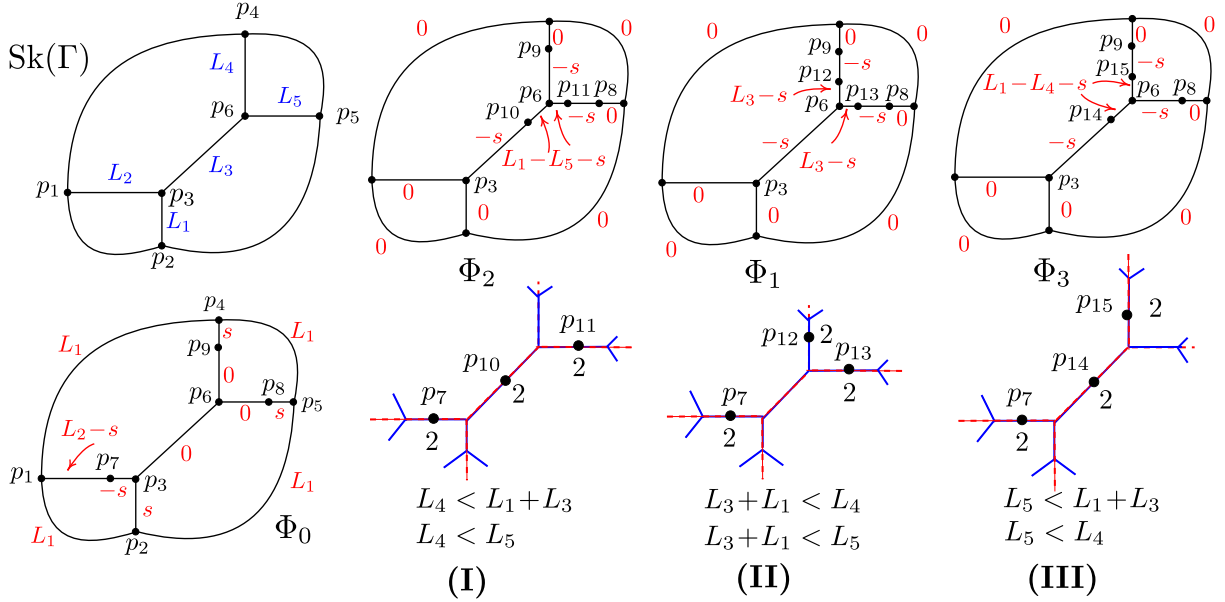 Sk(Γ)
p₄
L₄
L₅
p₆
p₅
L₃
L₂
p₁
p₃
L₁
p₂
0
0
0
p₉
−s
p₆
p₁₁
p₈
p₁₀
−s
0
−s
L₁−L₅−s
p₃
0
0
0
0
Φ₂
0
0
0
p₉
−s
p₁₂
L₃−s
p₆
p₁₃
p₈
−s
0
−s
L₃−s
p₃
0
0
0
0
Φ₁
0
0
0
p₉
−s
p₁₅
L₁−L₄−s
p₆
p₈
p₁₄
−s
0
−s
p₃
0
0
0
0
Φ₃
p₄
L₁
s
L₁
p₉
0
p₆
p₈
p₅
0
s
L₂−s
0
p₁
p₇
p₃
−s
s
L₁
L₁
p₂
Φ₀
p₁₁
p₁₀
2
2
p₇
2
L₄ < L₁+L₃
L₄ < L₅
(I)
p₁₂
2
p₁₃
2
p₇
2
L₃+L₁ < L₄
L₃+L₁ < L₅
(II)
p₁₅
2
p₁₄
2
p₇
2
L₅ < L₁+L₃
L₅ < L₄
(III)